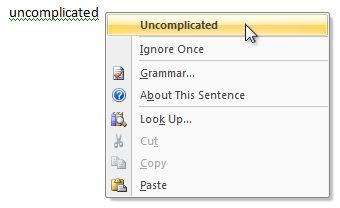 uncomplicated
Uncomplicated
Ignore Once
Grammar...
About This Sentence
Look Up...
Cut
Copy
Paste